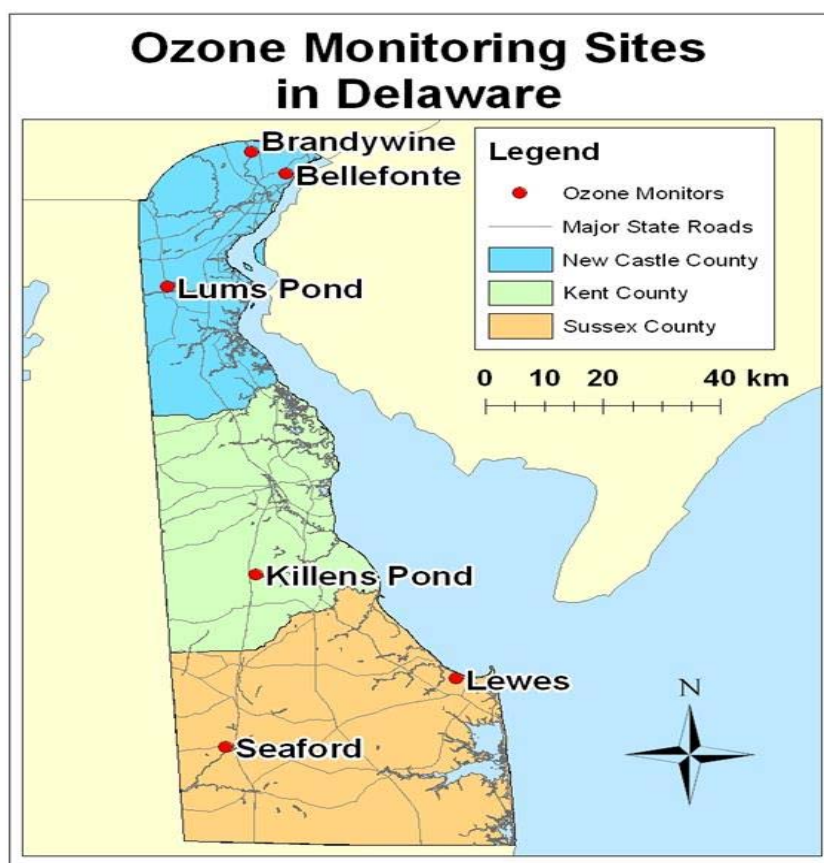 Ozone Monitoring Sites
in Delaware
Brandywine
Bellefonte
Lums Pond
Killens Pond
Lewes
Seaford
Legend
Ozone Monitors
Major State Roads
New Castle County
Kent County
Sussex County
0 10 20 40 km
N